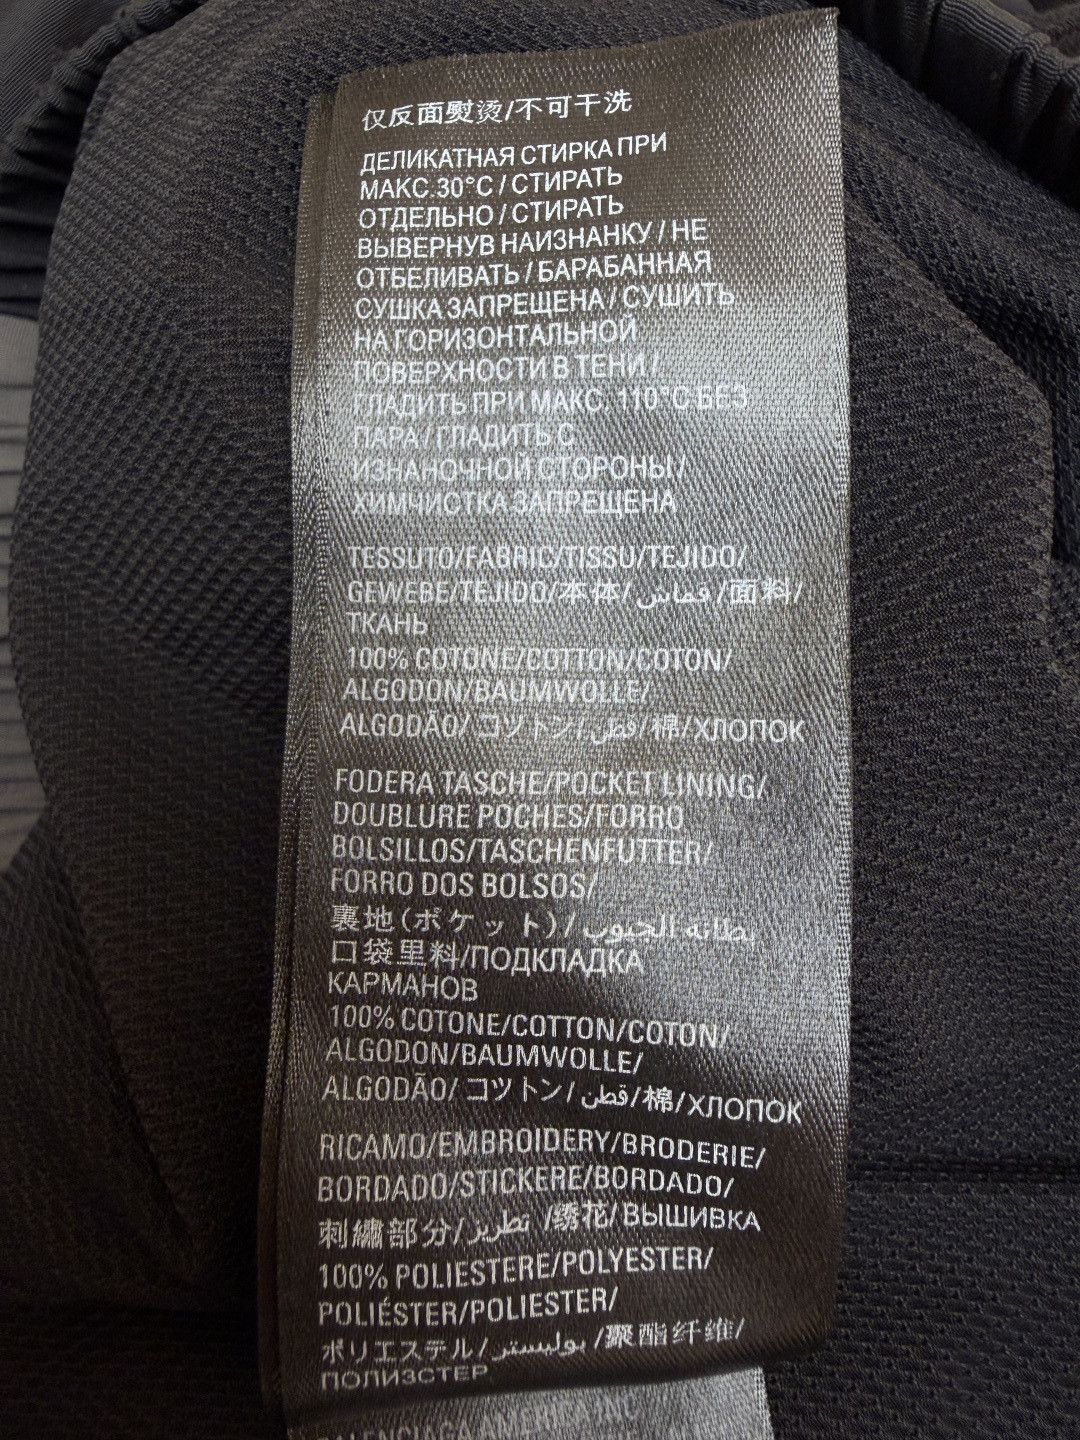 仅反面熨烫/不可干洗
ДЕЛИКАТНАЯ СТИРКА ПРИ
МАКС.30°C / СТИРАТЬ
ОТДЕЛЬНО / СТИРАТЬ
ВЫВЕРНУВ НАИЗНАНКУ / НЕ
ОТБЕЛИВАТЬ / БАРАБАННАЯ
СУШКА ЗАПРЕЩЕНА / СУШИТЬ
НА ГОРИЗОНТАЛЬНОЙ
ПОВЕРХНОСТИ В ТЕНИ /
ГЛАДИТЬ ПРИ МАКС. 110°C БЕЗ
ПАРА / ГЛАДИТЬ С
ИЗНАНОЧНОЙ СТОРОНЫ /
ХИМЧИСТКА ЗАПРЕЩЕНА
TESSUTO/FABRIC/TISSU/TEJIDO/
GEWEBE/TEJIDO/本体/ قماس /面料/
ТКАНЬ
100% COTONE/COTTON/COTON/
ALGODON/BAUMWOLLE/
ALGODÃO/ コットン/ قطن /棉/ХЛОПОК
FODERA TASCHE/POCKET LINING/
DOUBLURE POCHES/FORRO
BOLSILLOS/TASCHENFUTTER/
FORRO DOS BOLSOS/
裏地(ポケット)/ بطانه الجيوب
口袋里料/ПОДКЛАДКА
КАРМАНОВ
100% COTONE/COTTON/COTON/
ALGODON/BAUMWOLLE/
ALGODÃO/ コットン/ قطن /棉/ХЛОПОК
RICAMO/EMBROIDERY/BRODERIE/
BORDADO/STICKERE/BORDADO/
刺繍部分/ تطريز /绣花/ВЫШИВКА
100% POLIESTERE/POLYESTER/
POLIÉSTER/POLIESTER/
ポリエステル/ بوليستر /聚酯纤维/
ПОЛИЭСТЕР
BALENCIAGA AMERICA INC